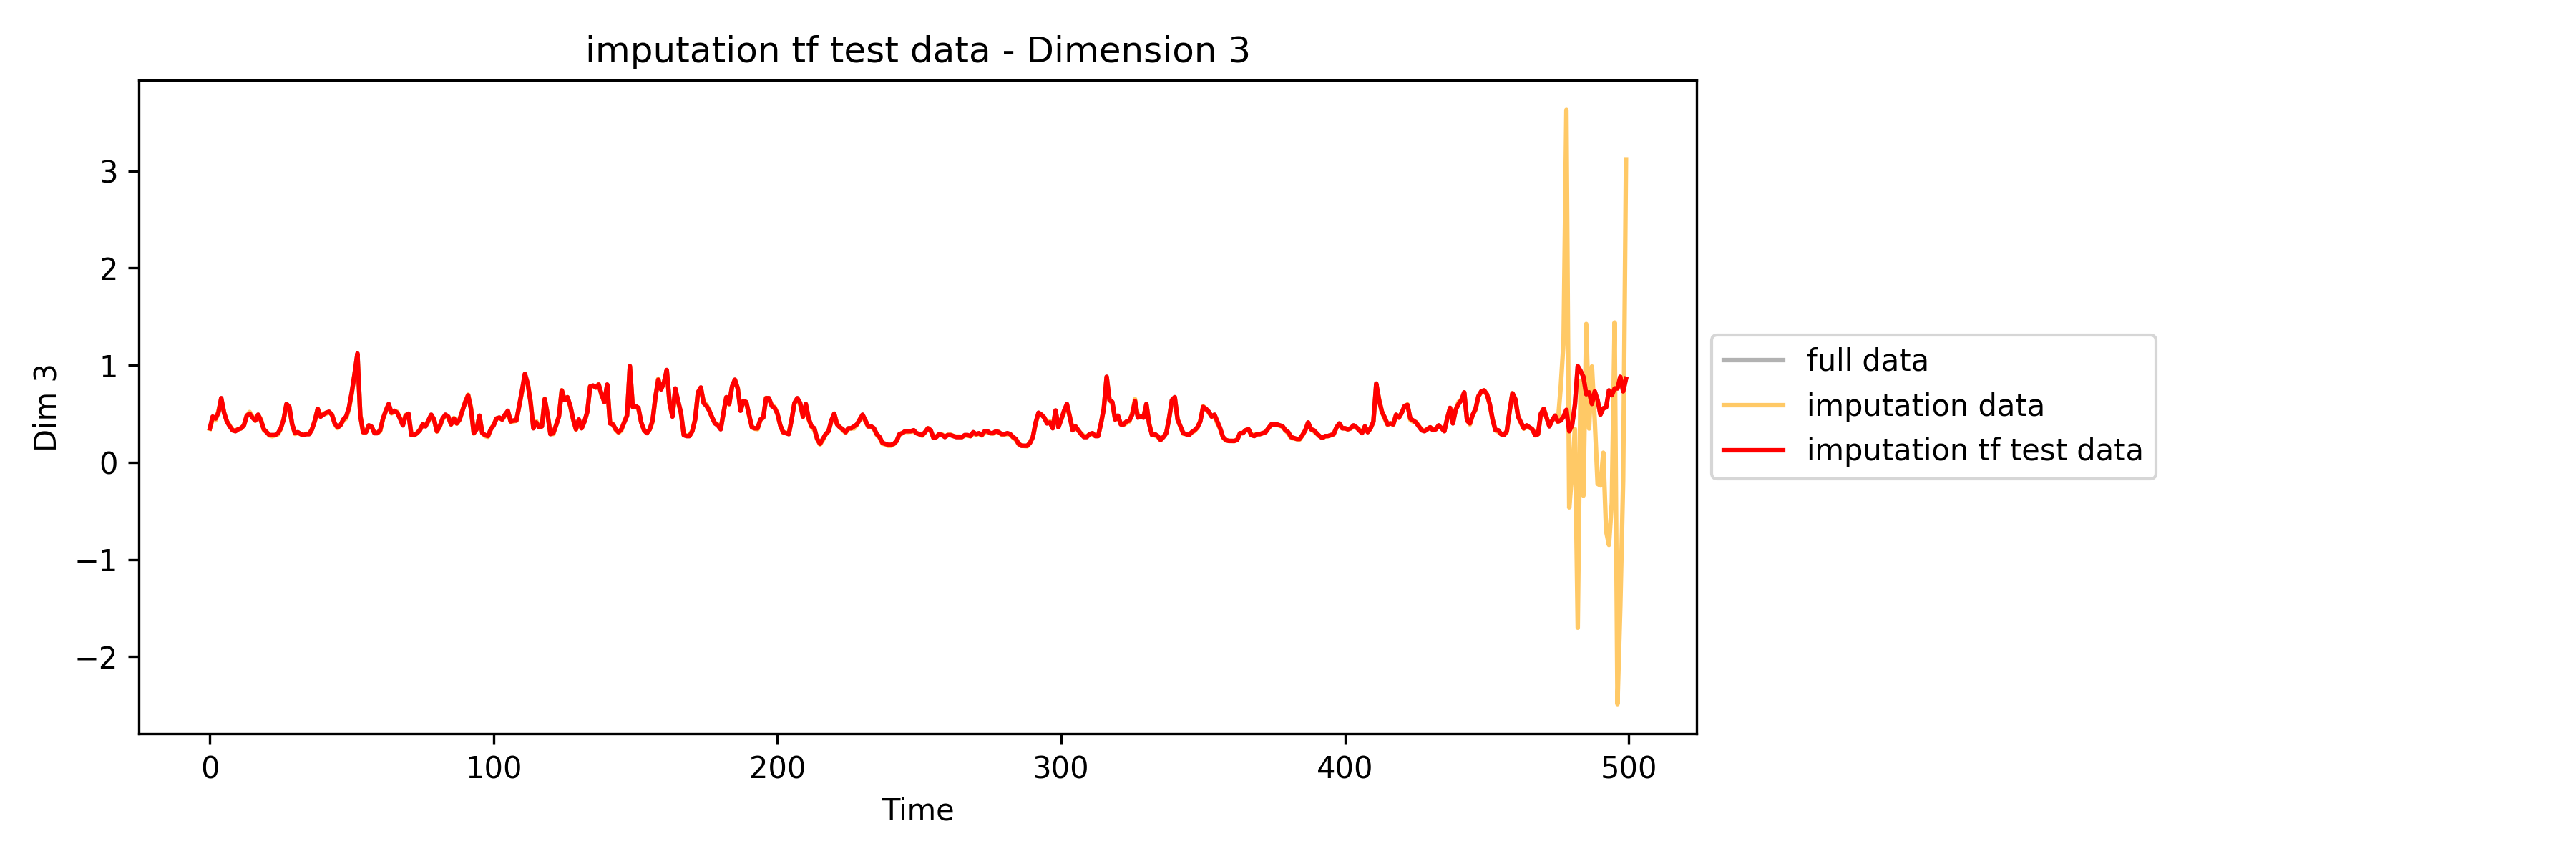 imputation tf test data - Dimension 3
Dim 3
3
2
1
0
−1
−2
0 100 200 300 400 500
Time
full data
imputation data
imputation tf test data